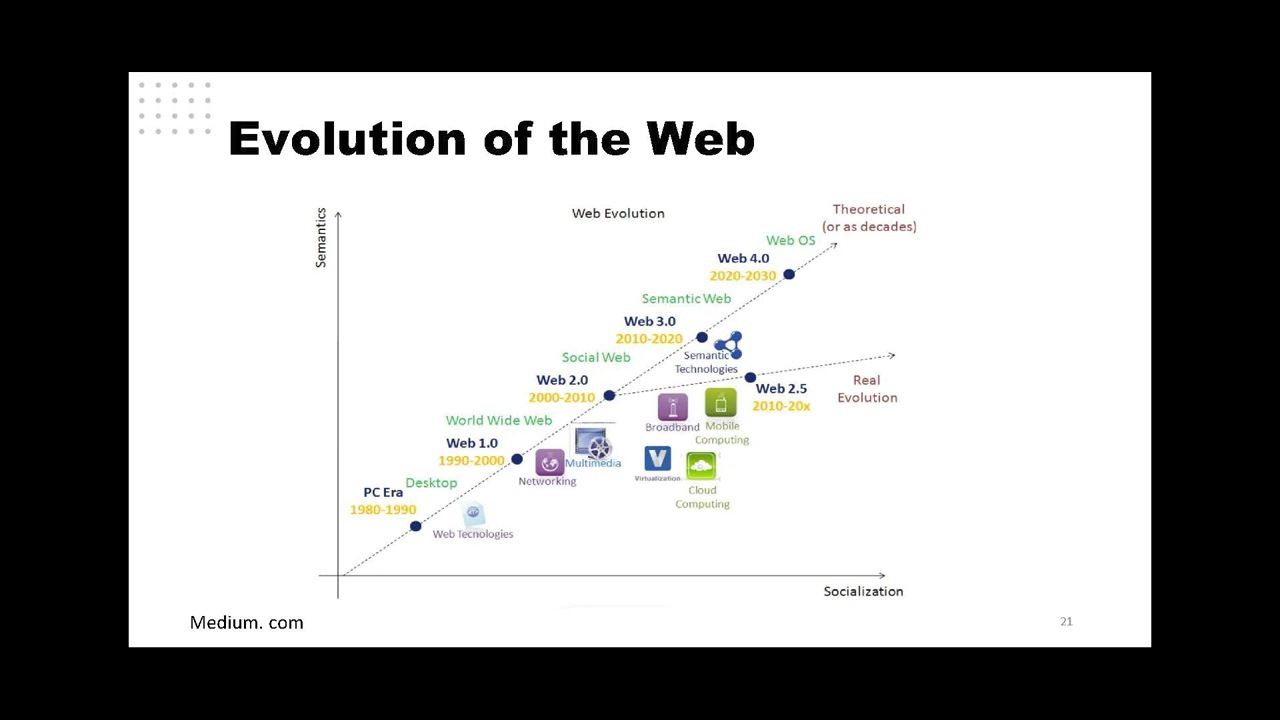 Evolution of the Web
Web Evolution
Semantics
Theoretical
(or as decades)
Web OS
Web 4.0
2020-2030
Semantic Web
Web 3.0
2010-2020
Semantic
Technologies
Social Web
Web 2.0
2000-2010
Web 2.5
2010-20x
Real
Evolution
Broadband
Mobile
Computing
World Wide Web
Web 1.0
1990-2000
Multimedia
Networking
Virtualization
Cloud
Computing
Desktop
PC Era
1980-1990
Web Tecnologies
Socialization
Medium. com
21